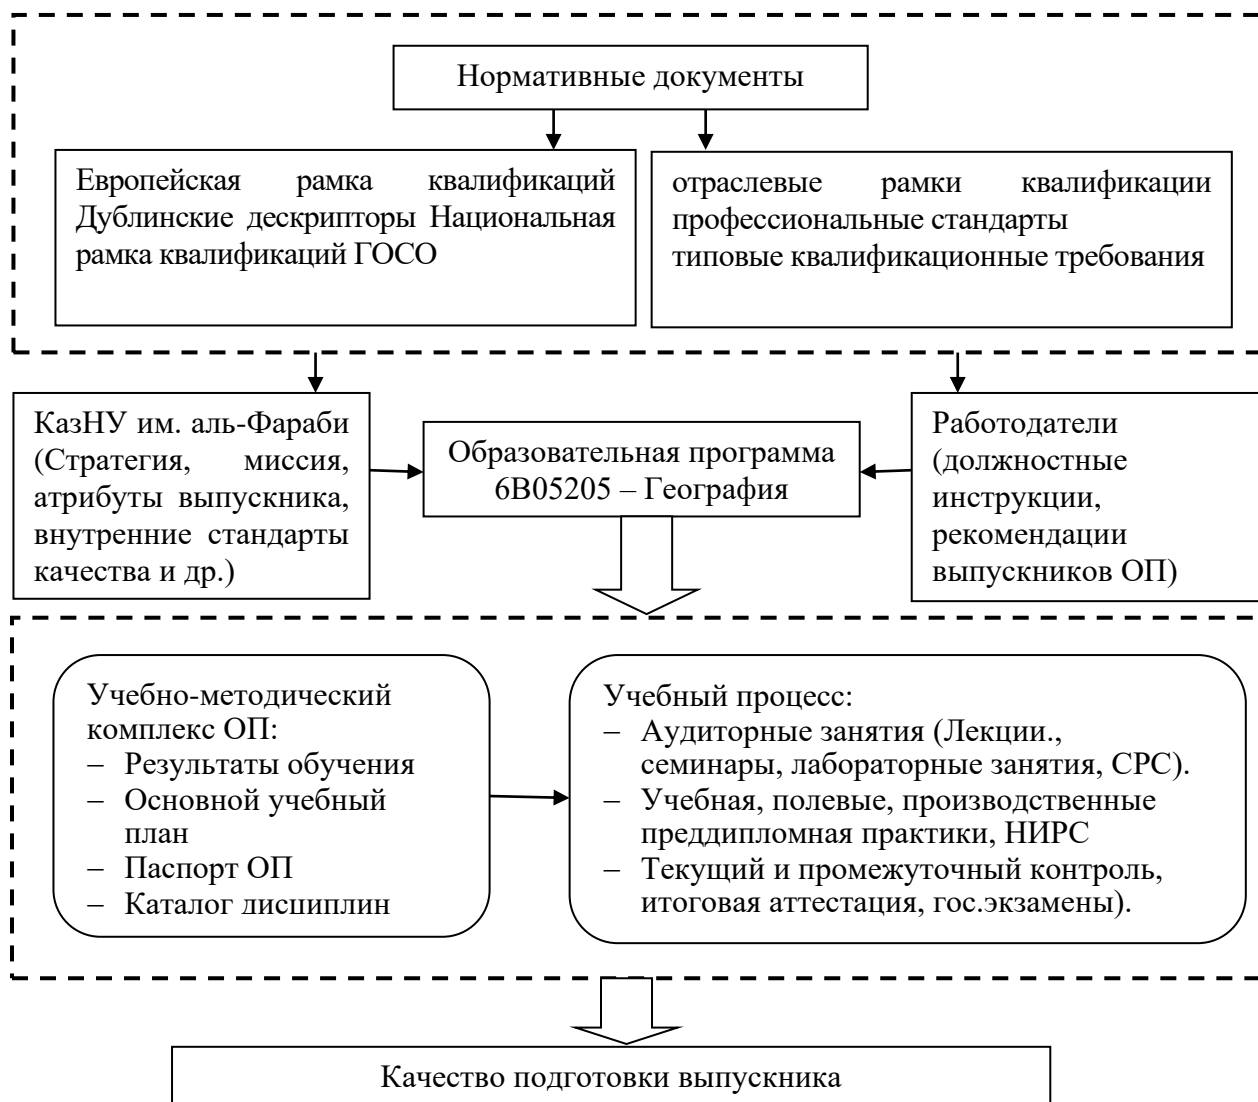 Нормативные документы
Европейская рамка квалификаций
Дублинские дескрипторы Национальная
рамка квалификаций ГОСО
отраслевые рамки квалификации
профессиональные стандарты
типовые квалификационные требования
КазНУ им. аль-Фараби
(Стратегия, миссия,
атрибуты выпускника,
внутренние стандарты
качества и др.)
Образовательная программа
6В05205 – География
Работодатели
(должностные
инструкции,
рекомендации
выпускников ОП)
Учебно-методический
комплекс ОП:
– Результаты обучения
– Основной учебный
план
– Паспорт ОП
– Каталог дисциплин
Учебный процесс:
– Аудиторные занятия (Лекции.,
семинары, лабораторные занятия, СРС).
– Учебная, полевые, производственные
преддипломная практики, НИРС
– Текущий и промежуточный контроль,
итоговая аттестация, гос.экзамены).
Качество подготовки выпускника